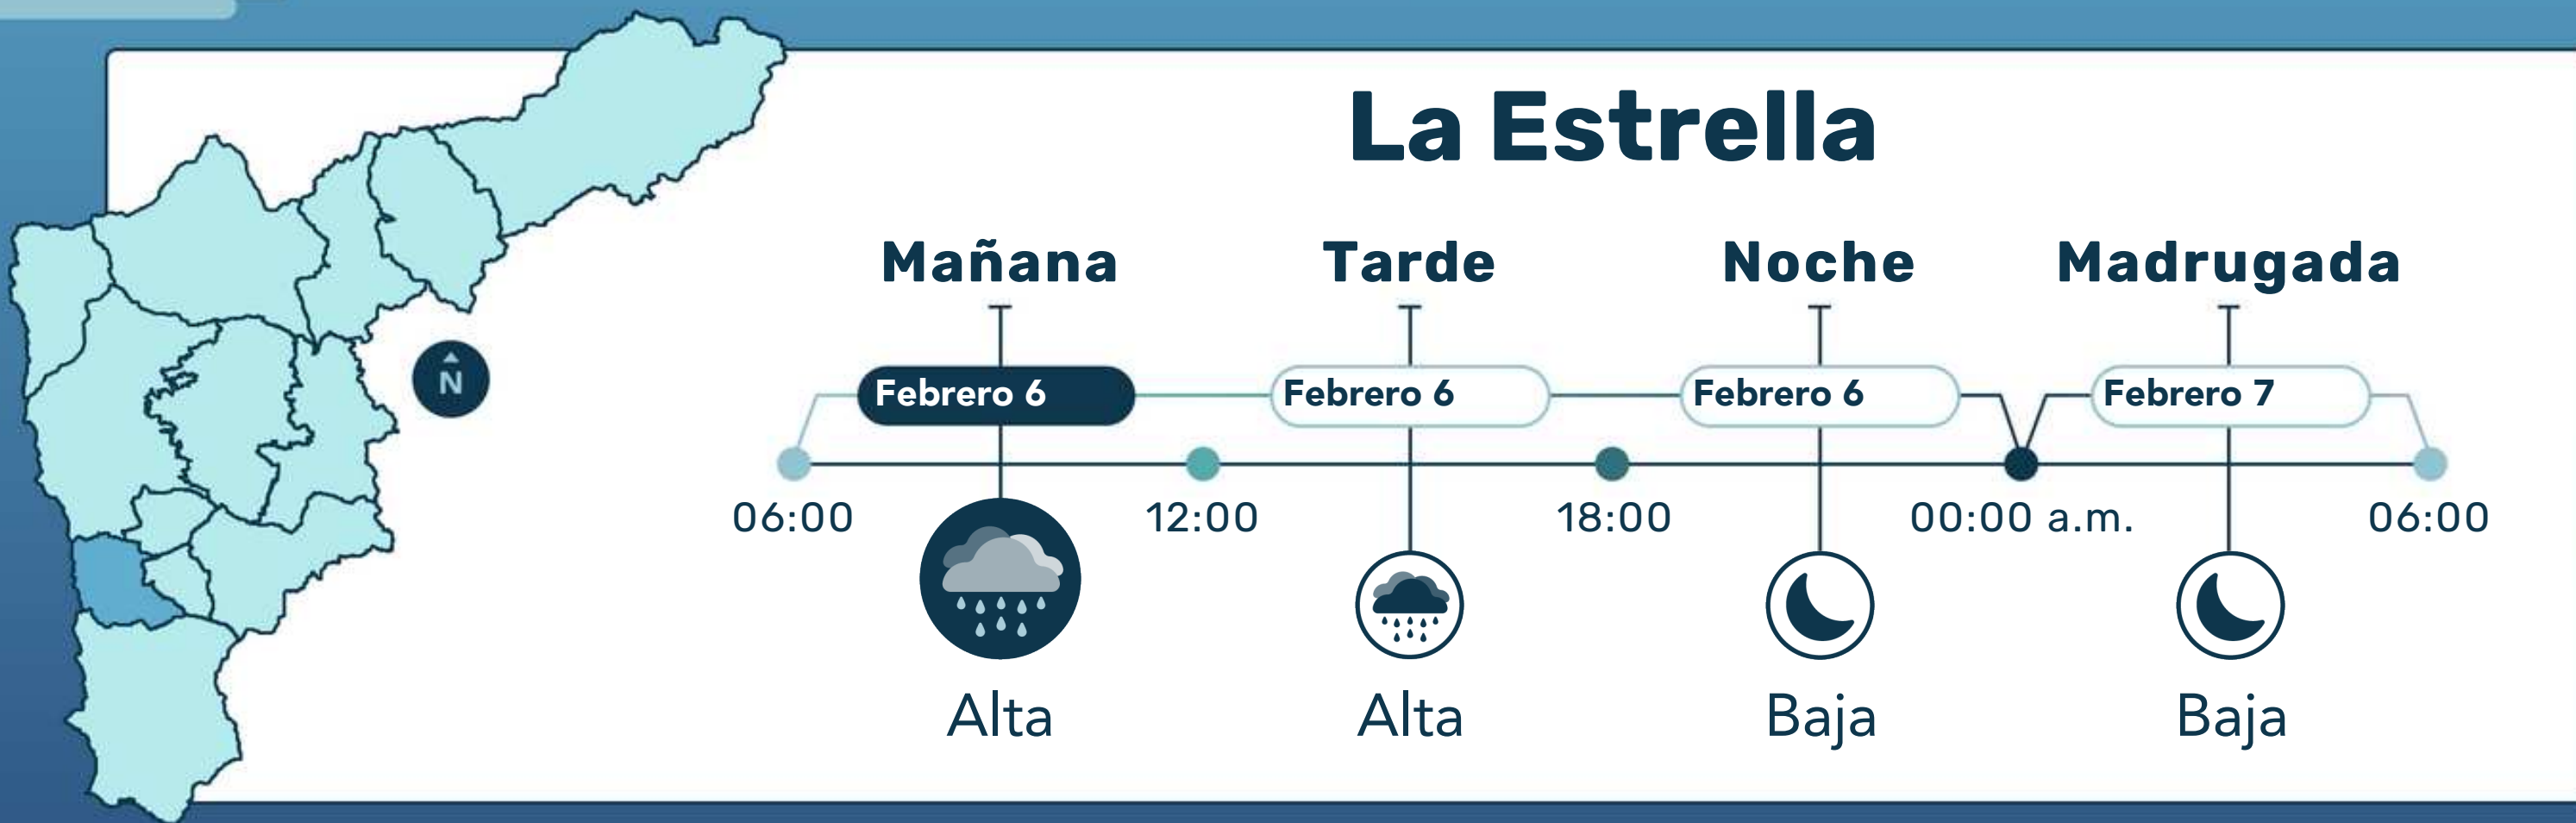 La Estrella
Mañana Tarde Noche Madrugada
N
Febrero 6 Febrero 6 Febrero 6 Febrero 7
06:00 12:00 18:00 00:00 a.m. 06:00
Alta Alta Baja Baja